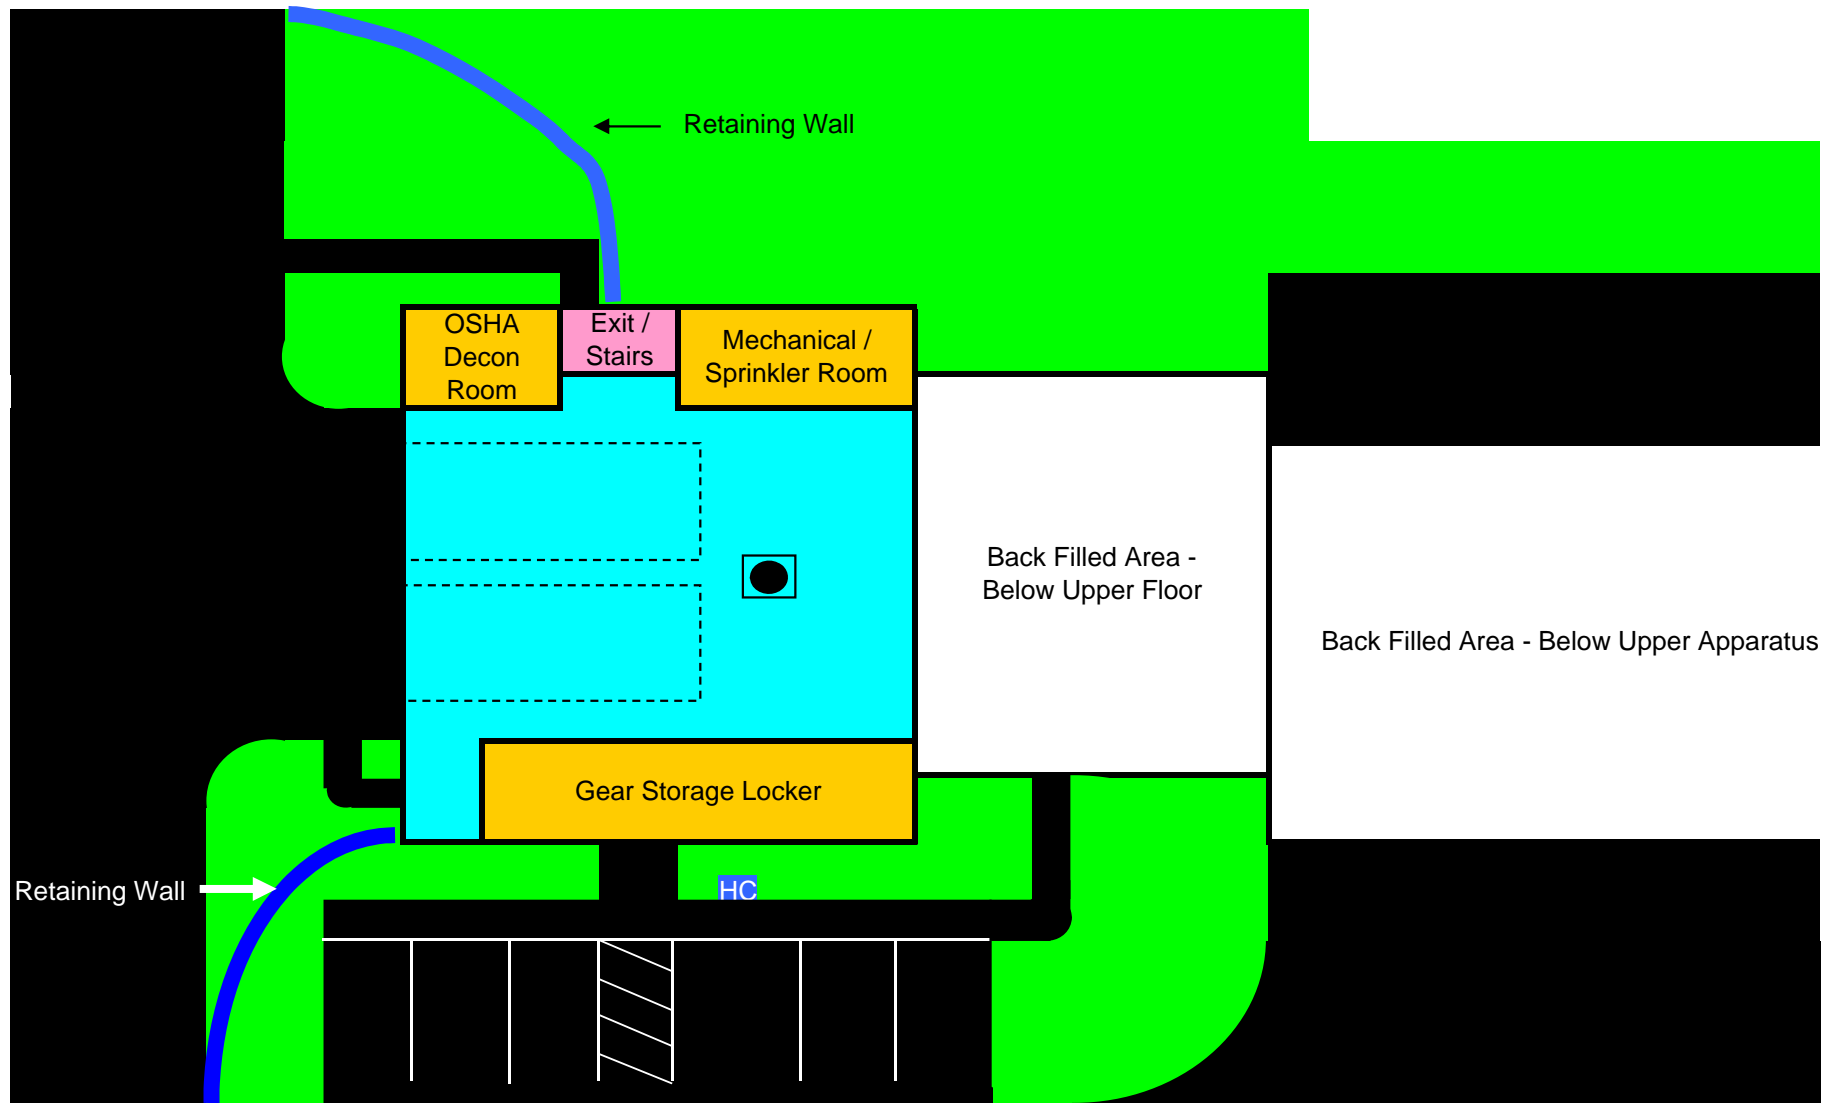 Retaining Wall
OSHA
Decon
Room
Exit /
Stairs
Mechanical /
Sprinkler Room
Back Filled Area -
Below Upper Floor
Back Filled Area - Below Upper Apparatus
Gear Storage Locker
Retaining Wall
HC